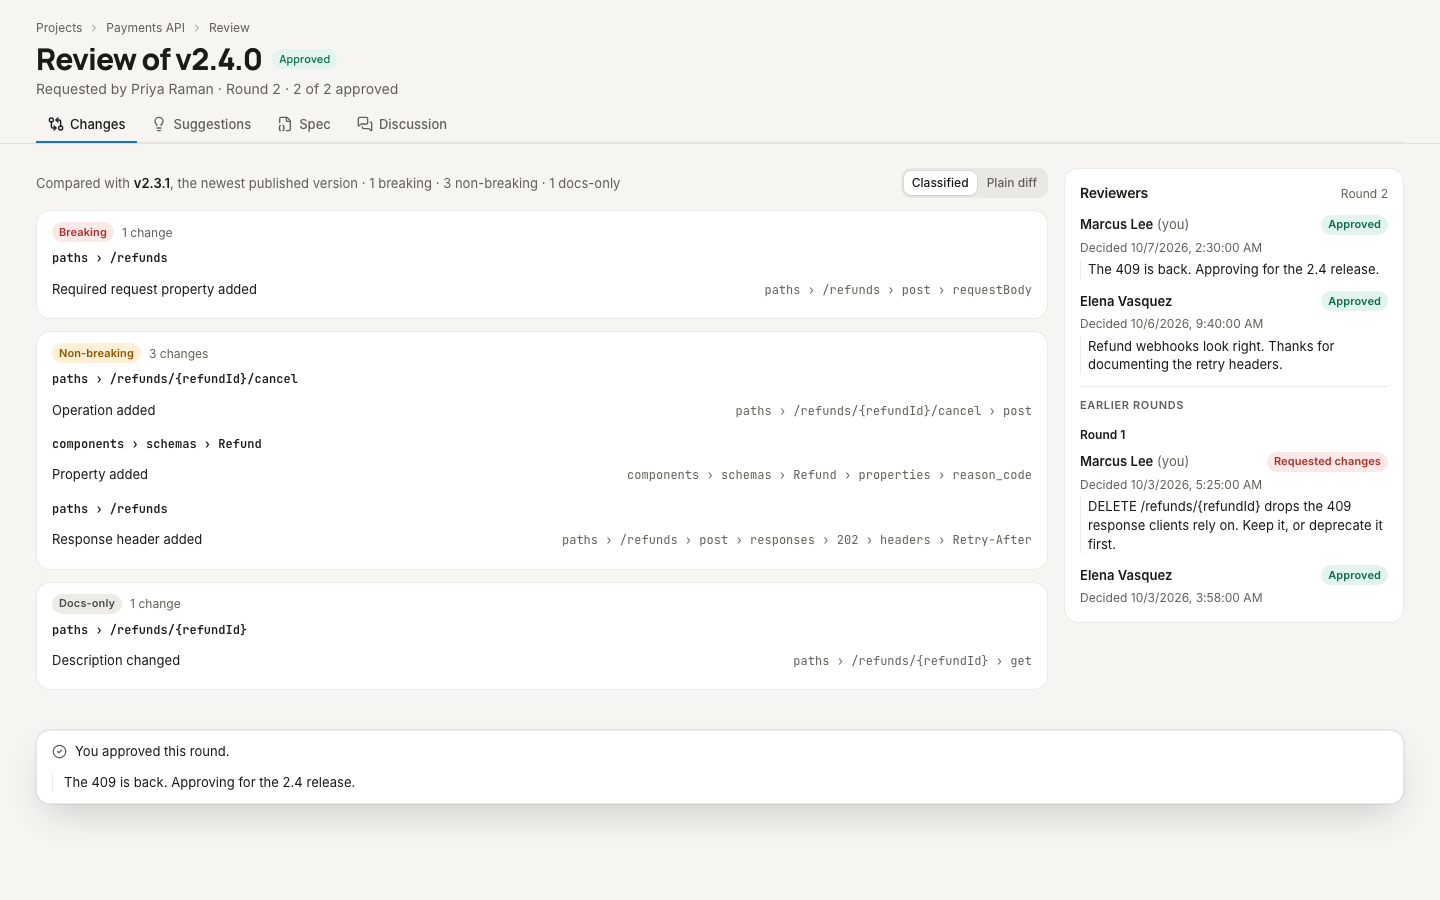 Projects > Payments API > Review
Review of v2.4.0 Approved
Requested by Priya Raman · Round 2 · 2 of 2 approved
Changes Suggestions Spec Discussion
Compared with v2.3.1, the newest published version · 1 breaking · 3 non-breaking · 1 docs-only
Classified Plain diff
Breaking 1 change
paths › /refunds
Required request property added paths › /refunds › post › requestBody
Non-breaking 3 changes
paths › /refunds/{refundId}/cancel
Operation added paths › /refunds/{refundId}/cancel › post
components › schemas › Refund
Property added components › schemas › Refund › properties › reason_code
paths › /refunds
Response header added paths › /refunds › post › responses › 202 › headers › Retry-After
Docs-only 1 change
paths › /refunds/{refundId}
Description changed paths › /refunds/{refundId} › get
Reviewers Round 2
Marcus Lee (you) Approved
Decided 10/7/2026, 2:30:00 AM
The 409 is back. Approving for the 2.4 release.
Elena Vasquez Approved
Decided 10/6/2026, 9:40:00 AM
Refund webhooks look right. Thanks for
documenting the retry headers.
EARLIER ROUNDS
Round 1
Marcus Lee (you) Requested changes
Decided 10/3/2026, 5:25:00 AM
DELETE /refunds/{refundId} drops the 409
response clients rely on. Keep it, or deprecate it
first.
Elena Vasquez Approved
Decided 10/3/2026, 3:58:00 AM
You approved this round.
The 409 is back. Approving for the 2.4 release.